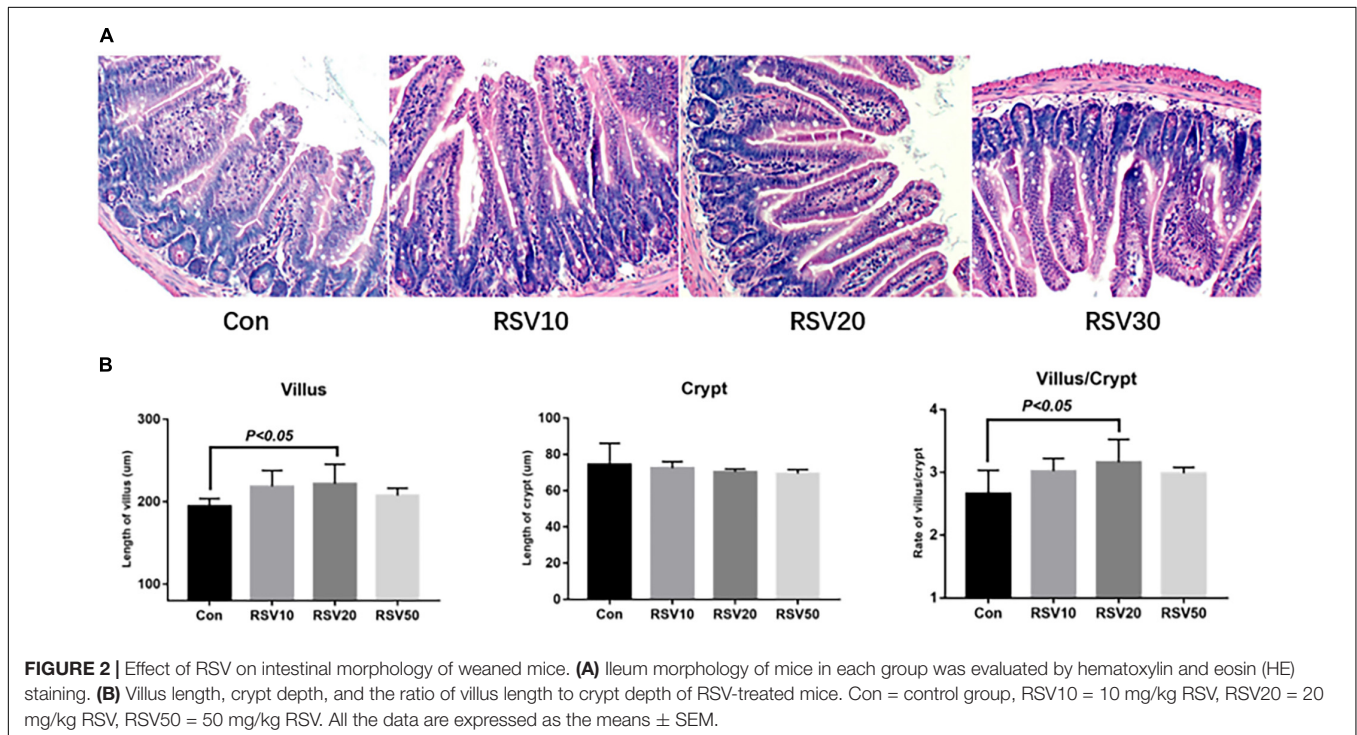 A
Con
RSV10
RSV20
RSV30
B
Villus
Length of villus (um)
300
200
100
P<0.05
Con
RSV10
RSV20
RSV50
Crypt
Length of crypt (um)
100
80
60
40
20
0
Con
RSV10
RSV20
RSV50
Villus/Crypt
Rate of villus/crypt
4
3
2
1
P<0.05
Con
RSV10
RSV20
RSV50
FIGURE 2 | Effect of RSV on intestinal morphology of weaned mice. (A) Ileum morphology of mice in each group was evaluated by hematoxylin and eosin (HE)
staining. (B) Villus length, crypt depth, and the ratio of villus length to crypt depth of RSV-treated mice. Con = control group, RSV10 = 10 mg/kg RSV, RSV20 = 20
mg/kg RSV, RSV50 = 50 mg/kg RSV. All the data are expressed as the means ± SEM.